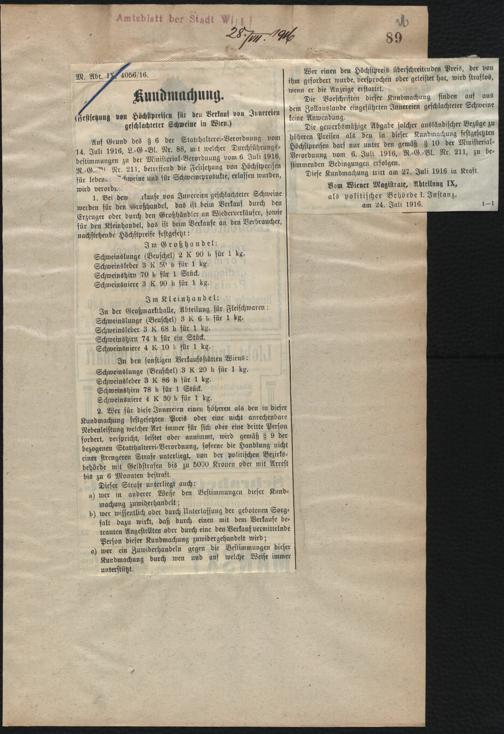 Amtsblatt der Stadt Wien
28./VII. 1916
89
M. Abt. IX, 4056/16.
Kundmachung.
(Festsetzung von Höchstpreisen für den Verkauf von Innereien
geschlachteter Schweine in Wien.)
Auf Grund des § 6 der Statthalterei-Verordnung vom
14. Juli 1916, L.-G.-Bl. Nr. 88, mit welcher Durchführungs-
bestimmungen zu der Ministerial-Verordnung vom 6. Juli 1916,
R.-G.-Bl. Nr. 211, betreffend die Festsetzung von Höchstpreisen
für leben Schweine und für Schweineprodukte, erlassen wurden,
wird verordn
1. Bei dem kaufe von Innereien geschlachteter Schweine
werden für den Großhandel, das ist beim Verkauf durch den
Erzeuger oder durch den Großhändler an Wiederverkäufer, sowie
für den Kleinhandel, das ist beim Verkaufe an den Verbraucher,
nachstehende Höchstpreise festgesetzt:
Im Großhandel:
Schweinslunge (Beuschel) 2 K 90 h für 1 kg.
Schweinsleber 3 K 50 h für 1 kg.
Schweinshirn 70 h für 1 Stück.
Schweinsniere 3 K 90 h für 1 kg.
Im Kleinhandel:
In der Großmarkthalle, Abteilung für Fleischwaren:
Schweinslunge (Beuschel) 3 K 6 h für 1 kg.
Schweinsleber 3 K 68 h für 1 kg.
Schweinshirn 74 h für ein Stück.
Schweinsniere 4 K 10 h für 1 kg.
In den sonstigen Verkaufsstätten Wiens:
Schweinslunge (Beuschel) 3 K 20 h für 1 kg.
Schweinsleber 3 K 86 h für 1 kg.
Schweinshirn 78 h für 1 Stück.
Schweinsniere 4 K 30 h für 1 kg.
2. Wer für diese Innereien einen höheren als den in dieser
Kundmachung festgesetzten Preis oder eine nicht anrechenbare
Nebenleistung welcher Art immer für sich oder eine dritte Person
fordert, verspricht, leistet oder annimmt, wird gemäß § 9 der
bezogenen Statthalterei-Verordnung, soferne die Handlung nicht
einer strengeren Strafe unterliegt, von der politischen Bezirks-
behörde mit Geldstrafen bis zu 5000 Kronen oder mit Arrest
bis zu 6 Monaten bestraft.
Dieser Strafe unterliegt auch:
a) wer in anderer Weise den Bestimmungen dieser Kund-
machung zuwiderhandelt;
b) wer wissentlich oder durch Unterlassung der gebotenen Sorg-
falt dazu wirkt, daß durch einen mit dem Verkaufe be-
trauten Angestellten oder durch eine den Verkauf vermittelnde
Person dieser Kundmachung zuwidergehandelt wird;
c) wer ein Zuwiderhandeln gegen die Bestimmungen dieser
Kundmachung durch wen und auf welche Weise immer
unterstützt.
Wer einen den Höchstpreis überschreitenden Preis, der von
ihm gefordert wurde, versprochen oder geleistet hat, wird straflos,
wenn er die Anzeige erstattet.
Die Vorschriften dieser Kundmachung finden auf aus
dem Zollauslande eingeführten Innereien geschlachteter Schweine
keine Anwendung.
Die gewerbsmäßige Abgabe solcher ausländischer Bezüge zu
höheren Preisen als den in dieser Kundmachung festgesetzten
Höchstpreisen darf nur unter den gemäß § 10 der Ministerial-
Verordnung vom 6. Juli 1916, R.-G.-Bl. Nr. 211, zu be-
stimmenden Bedingungen erfolgen.
Diese Kundmachung tritt am 27. Juli 1916 in Kraft.
Vom Wiener Magistrate, Abteilung IX,
als politischer Behörde I. Instanz,
am 24. Juli 1916.
1—1